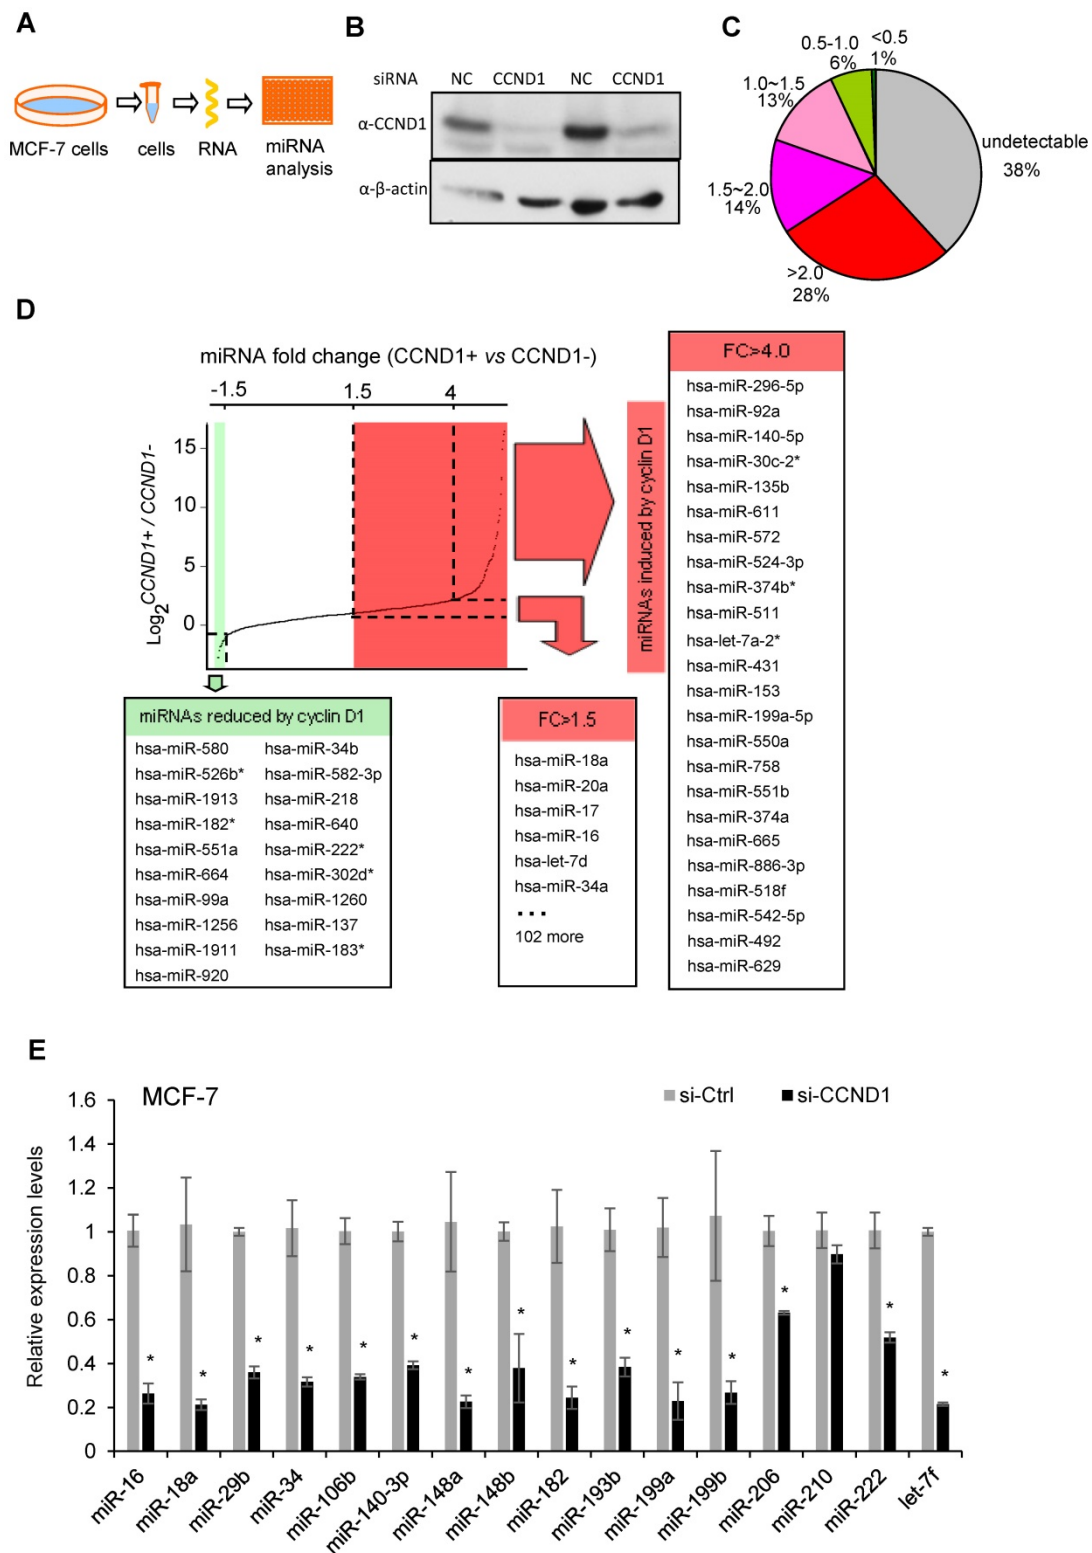 A
MCF-7 cells
cells
RNA
miRNA
analysis
B
siRNA NC CCND1 NC CCND1
α-CCND1
α-β-actin
C
<0.5
1%
0.5-1.0
6%
1.0~1.5
13%
1.5~2.0
14%
>2.0
28%
undetectable
38%
D
miRNA fold change (CCND1+ vs CCND1-)
-1.5 1.5 4
Log2 CCND1+ / CCND1-
15
10
5
0
miRNAs induced by cyclin D1
FC>4.0
hsa-miR-296-5p
hsa-miR-92a
hsa-miR-140-5p
hsa-miR-30c-2*
hsa-miR-135b
hsa-miR-611
hsa-miR-572
hsa-miR-524-3p
hsa-miR-374b*
hsa-miR-511
hsa-let-7a-2*
hsa-miR-431
hsa-miR-153
hsa-miR-199a-5p
hsa-miR-550a
hsa-miR-758
hsa-miR-551b
hsa-miR-374a
hsa-miR-665
hsa-miR-886-3p
hsa-miR-518f
hsa-miR-542-5p
hsa-miR-492
hsa-miR-629
miRNAs reduced by cyclin D1
hsa-miR-580 hsa-miR-34b
hsa-miR-526b* hsa-miR-582-3p
hsa-miR-1913 hsa-miR-218
hsa-miR-182* hsa-miR-640
hsa-miR-551a hsa-miR-222*
hsa-miR-664 hsa-miR-302d*
hsa-miR-99a hsa-miR-1260
hsa-miR-1256 hsa-miR-137
hsa-miR-1911 hsa-miR-183*
hsa-miR-920
FC>1.5
hsa-miR-18a
hsa-miR-20a
hsa-miR-17
hsa-miR-16
hsa-let-7d
hsa-miR-34a
...
102 more
E
MCF-7
si-Ctrl si-CCND1
Relative expression levels
1.6
1.4
1.2
1
0.8
0.6
0.4
0.2
0
* * * * * * * * * * * * * * *
miR-16
miR-18a
miR-29b
miR-34
miR-106b
miR-140-3p
miR-148a
miR-148b
miR-182
miR-193b
miR-199a
miR-199b
miR-206
miR-210
miR-222
let-7f